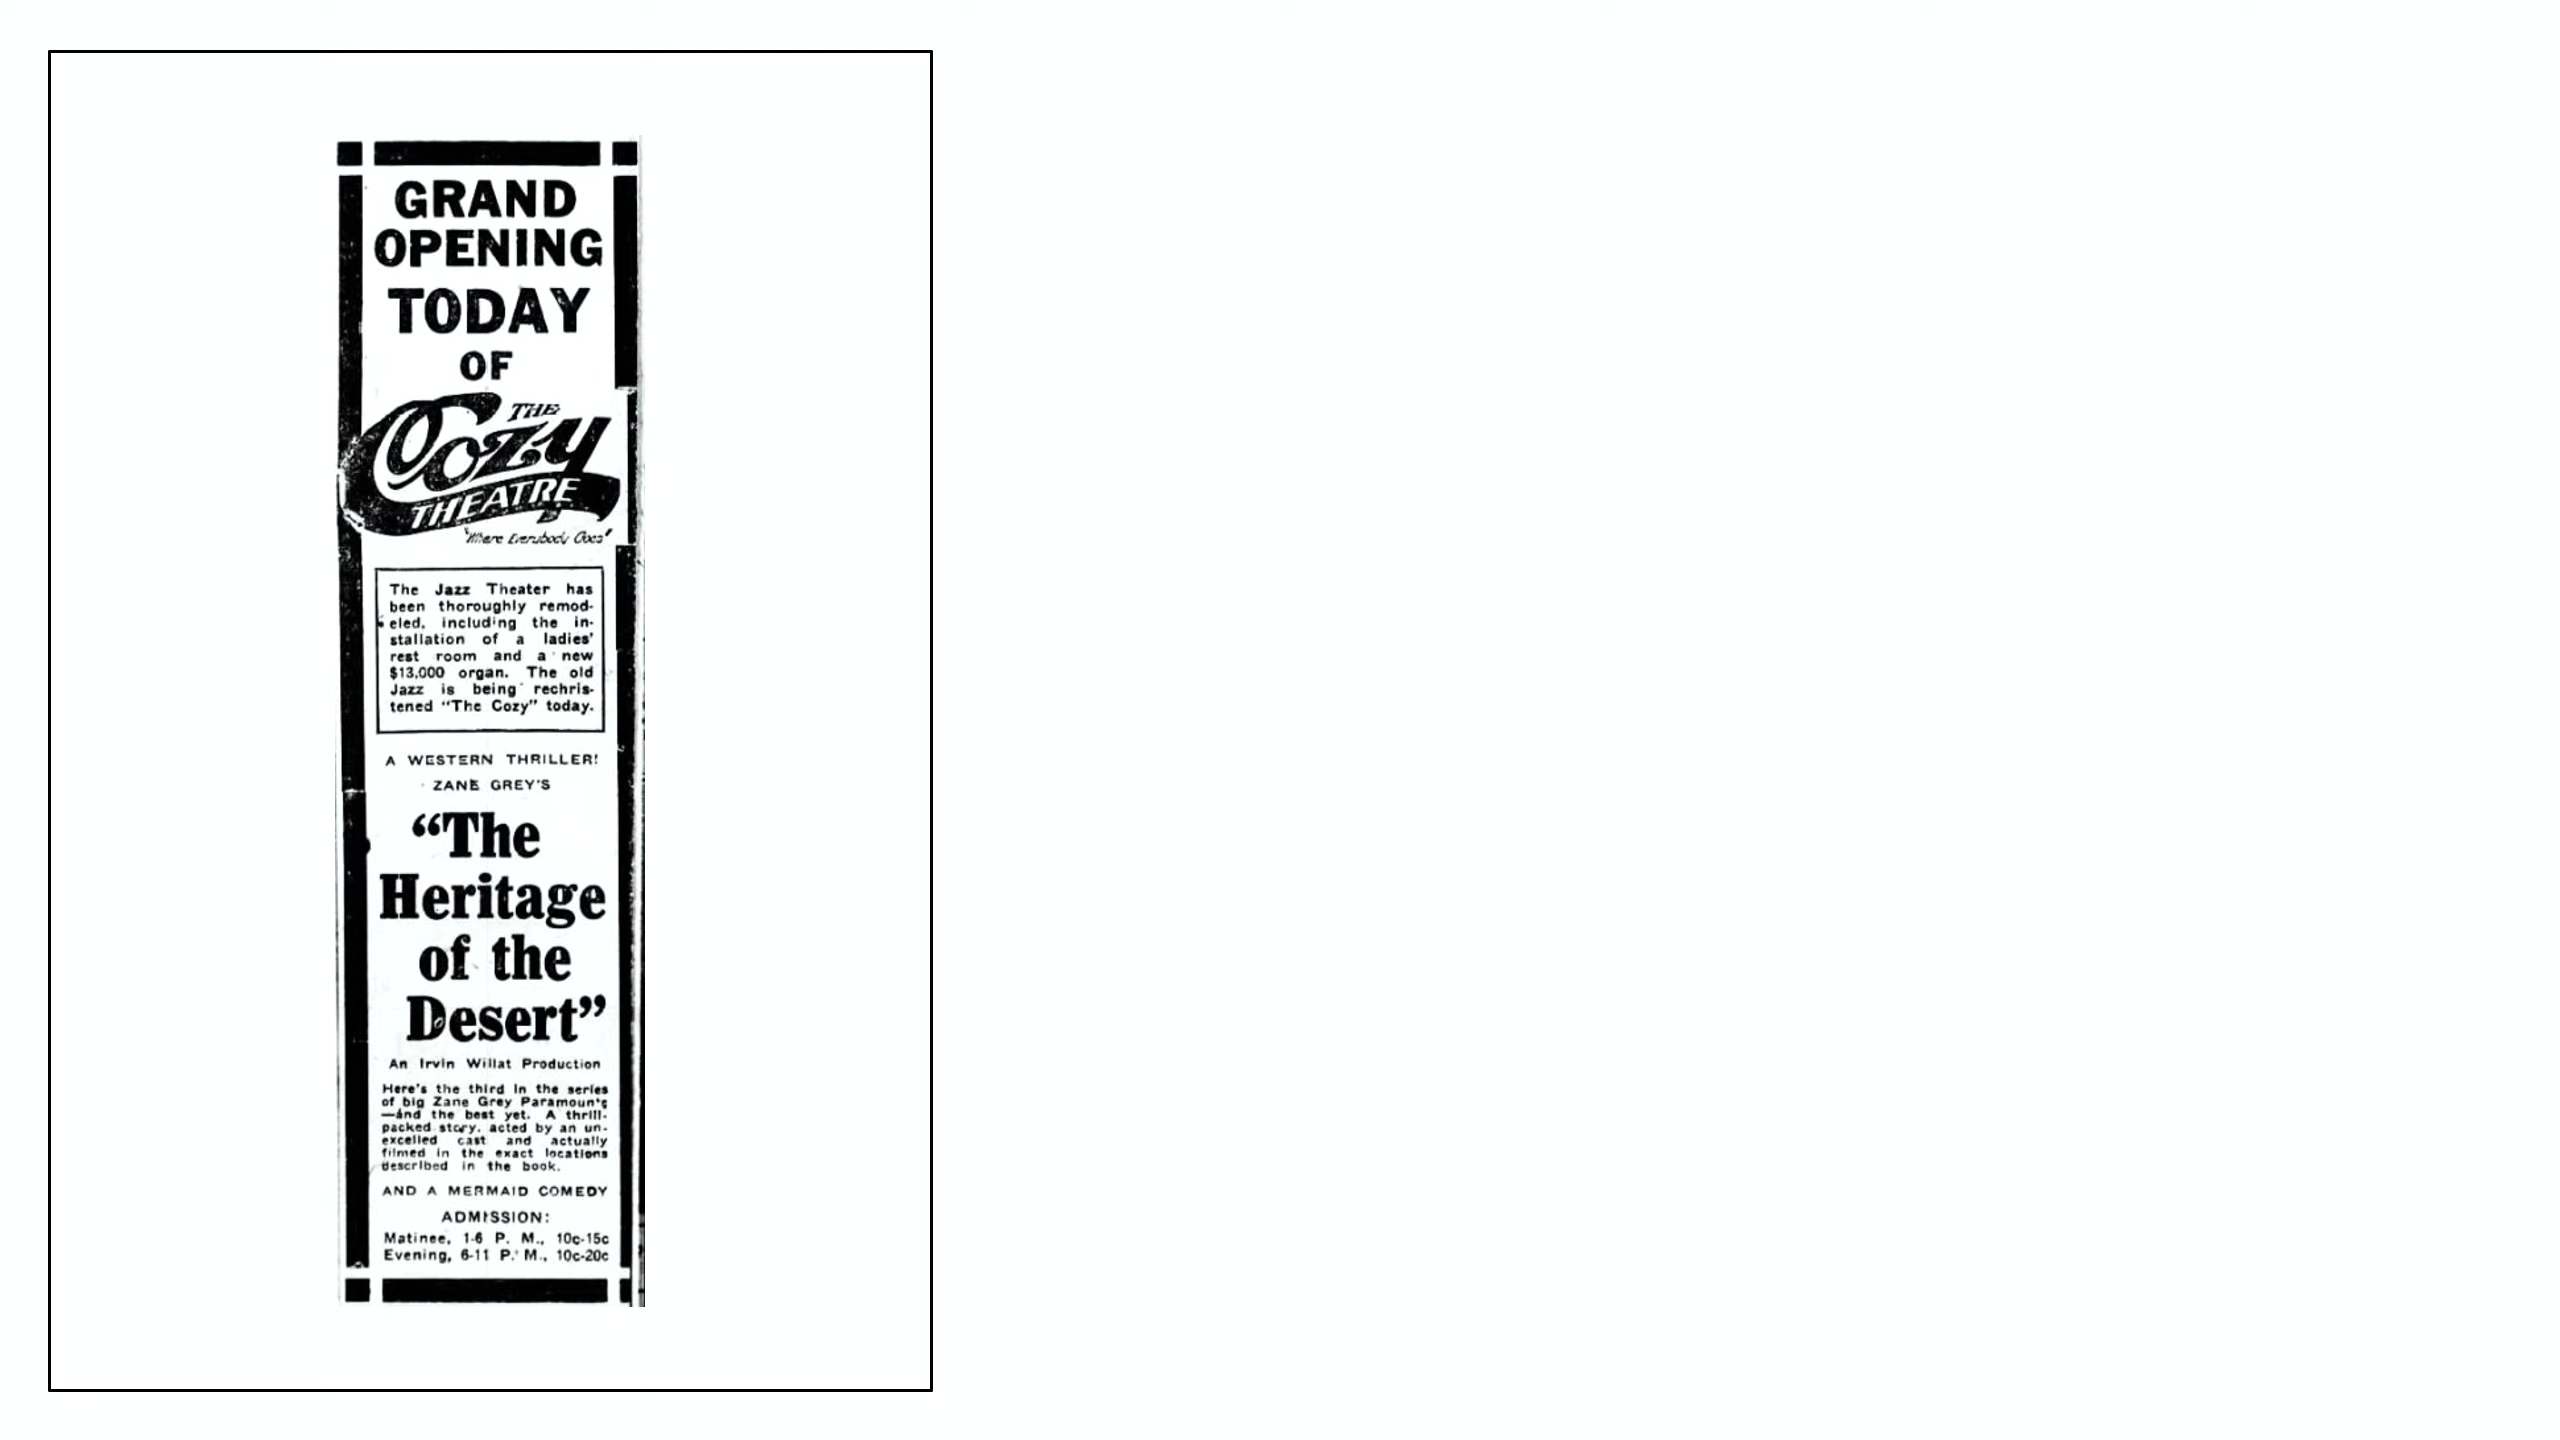 GRAND
OPENING
TODAY
OF
THE
Cozy
THEATRE
"Where Everybody Goes"
The Jazz Theater has
been thoroughly remod-
eled, including the in-
stallation of a ladies'
rest room and a new
$13,000 organ. The old
Jazz is being rechris-
tened "The Cozy" today.
A WESTERN THRILLER!
ZANE GREY'S
"The
Heritage
of the
Desert"
An Irvin Willat Production
Here's the third in the series
of big Zane Grey Paramounts
—and the best yet. A thrill-
packed story, acted by an un-
excelled cast and actually
filmed in the exact locations
described in the book.
AND A MERMAID COMEDY
ADMISSION:
Matinee, 1-6 P. M., 10c-15c
Evening, 6-11 P. M., 10c-20c